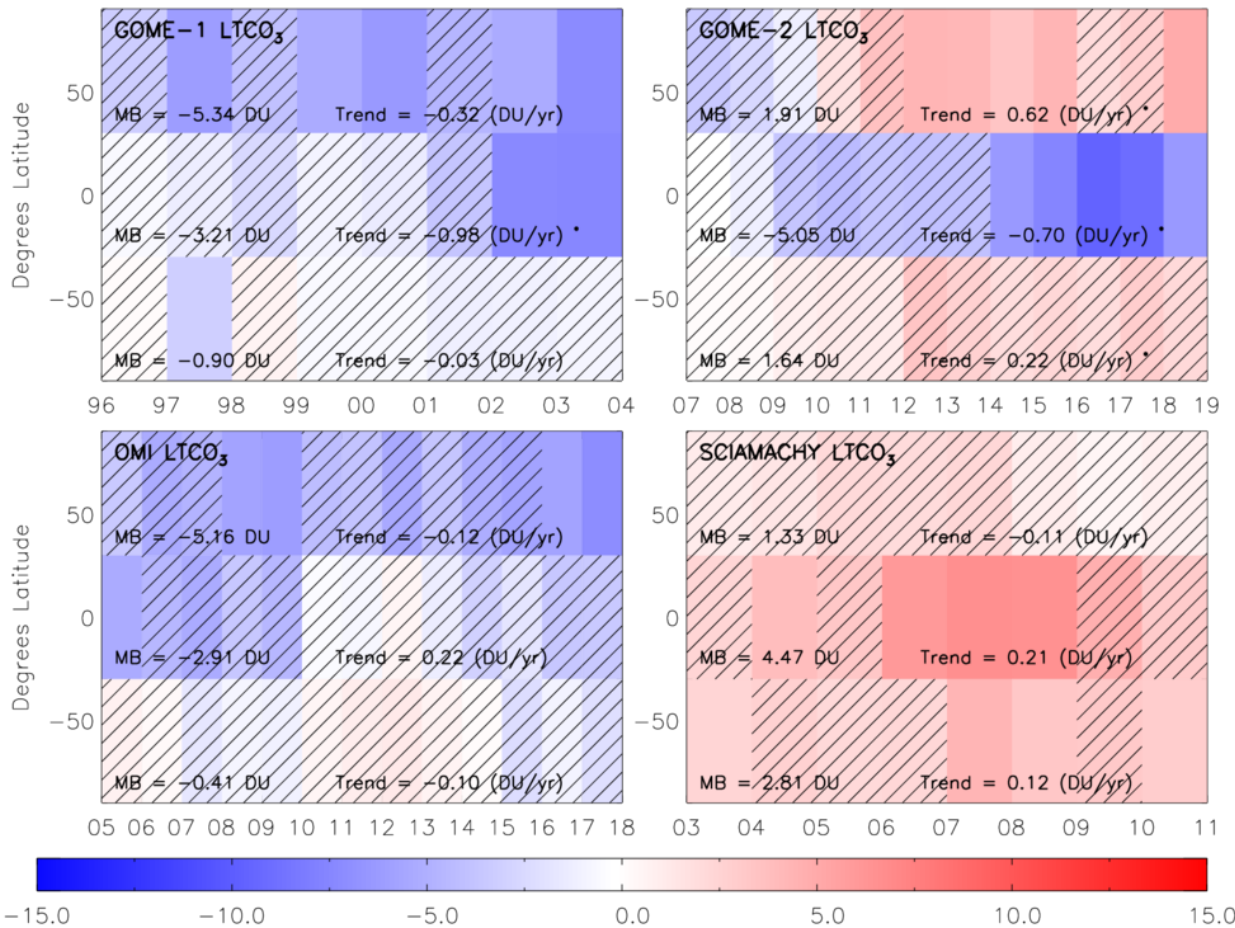 GOME-1 LTCO₃
GOME-2 LTCO₃
50
MB = -5.34 DU Trend = -0.32 (DU/yr)
50
MB = 1.91 DU Trend = 0.62 (DU/yr) *
Degrees Latitude
0
MB = -3.21 DU Trend = -0.98 (DU/yr) *
0
MB = -5.05 DU Trend = -0.70 (DU/yr) *
-50
MB = -0.90 DU Trend = -0.03 (DU/yr)
-50
MB = 1.64 DU Trend = 0.22 (DU/yr) *
96 97 98 99 00 01 02 03 04
07 08 09 10 11 12 13 14 15 16 17 18 19
OMI LTCO₃
SCIAMACHY LTCO₃
50
MB = -5.16 DU Trend = -0.12 (DU/yr)
50
MB = 1.33 DU Trend = -0.11 (DU/yr)
Degrees Latitude
0
MB = -2.91 DU Trend = 0.22 (DU/yr)
0
MB = 4.47 DU Trend = 0.21 (DU/yr)
-50
MB = -0.41 DU Trend = -0.10 (DU/yr)
-50
MB = 2.81 DU Trend = 0.12 (DU/yr)
05 06 07 08 09 10 11 12 13 14 15 16 17 18
03 04 05 06 07 08 09 10 11
-15.0 -10.0 -5.0 0.0 5.0 10.0 15.0